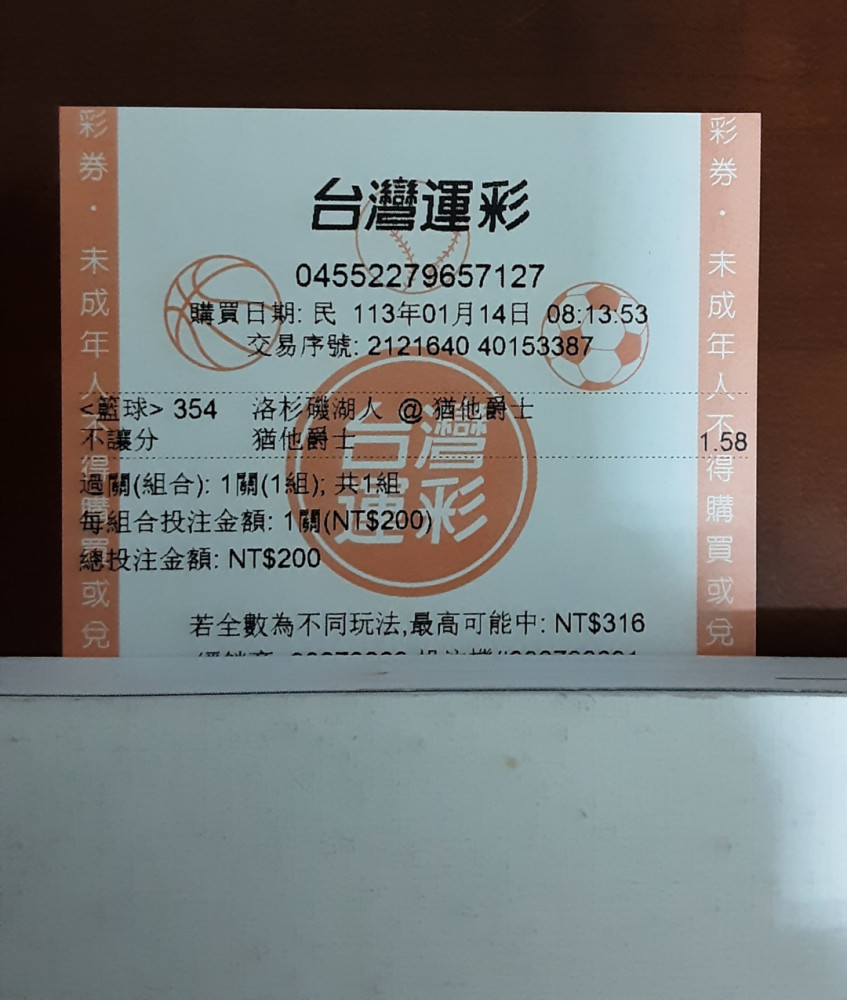 台灣運彩
04552279657127
購買日期: 民 113年01月14日 08:13:53
交易序號: 2121640 40153387
<籃球> 354 洛杉磯湖人 @ 猶他爵士
不讓分 猶他爵士 1.58
過關(組合): 1關(1組); 共1組
每組合投注金額: 1關(NT$200)
總投注金額: NT$200
若全數為不同玩法,最高可能中: NT$316
彩券・未成年人不得購買或兌
彩券・未成年人不得購買或兌
台灣
運彩